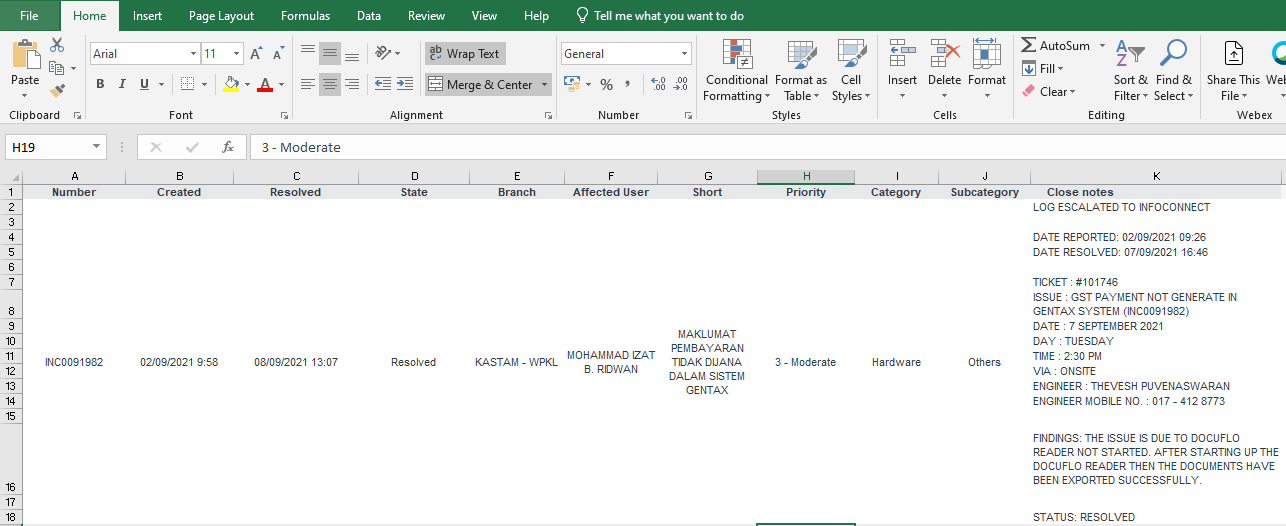 File Home Insert Page Layout Formulas Data Review View Help Tell me what you want to do
Paste
Clipboard
Arial 11
B I U
Font
Wrap Text
Merge & Center
Alignment
General
Number
Conditional Formatting
Format as Table
Cell Styles
Styles
Insert Delete Format
Cells
AutoSum
Fill
Clear
Sort & Filter
Find & Select
Editing
Share This File
Webex
H19 fx 3 - Moderate
A B C D E F G H I J K
1 Number Created Resolved State Branch Affected User Short Priority Category Subcategory Close notes
2
3
4
5
6
7
8
9
10
11
12
13
14
15
16
17
18
INC0091982
02/09/2021 9:58
08/09/2021 13:07
Resolved
KASTAM - WPKL
MOHAMMAD IZAT
B. RIDWAN
MAKLUMAT
PEMBAYARAN
TIDAK DIJANA
DALAM SISTEM
GENTAX
3 - Moderate
Hardware
Others
LOG ESCALATED TO INFOCONNECT
DATE REPORTED: 02/09/2021 09:26
DATE RESOLVED: 07/09/2021 16:46
TICKET : #101746
ISSUE : GST PAYMENT NOT GENERATE IN
GENTAX SYSTEM (INC0091982)
DATE : 7 SEPTEMBER 2021
DAY : TUESDAY
TIME : 2:30 PM
VIA : ONSITE
ENGINEER : THEVESH PUVENASWARAN
ENGINEER MOBILE NO. : 017 - 412 8773
FINDINGS: THE ISSUE IS DUE TO DOCUFLO
READER NOT STARTED. AFTER STARTING UP THE
DOCUFLO READER THEN THE DOCUMENTS HAVE
BEEN EXPORTED SUCCESSFULLY.
STATUS: RESOLVED